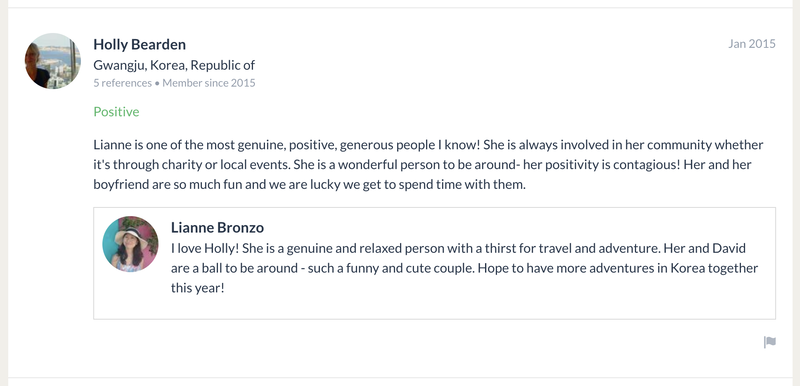 Holly Bearden
Jan 2015
Gwangju, Korea, Republic of
5 references • Member since 2015
Positive
Lianne is one of the most genuine, positive, generous people I know! She is always involved in her community whether
it's through charity or local events. She is a wonderful person to be around- her positivity is contagious! Her and her
boyfriend are so much fun and we are lucky we get to spend time with them.
Lianne Bronzo
I love Holly! She is a genuine and relaxed person with a thirst for travel and adventure. Her and David
are a ball to be around - such a funny and cute couple. Hope to have more adventures in Korea together
this year!